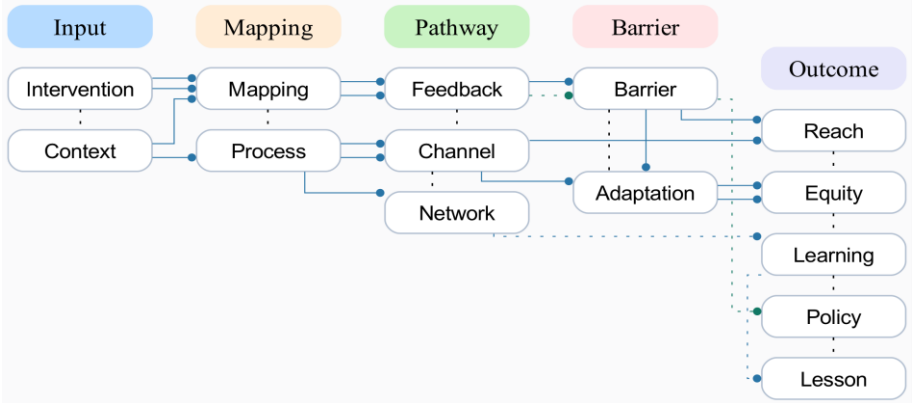 Input
Mapping
Pathway
Barrier
Outcome
Intervention
Mapping
Feedback
Barrier
Reach
Context
Process
Channel
Adaptation
Equity
Network
Learning
Policy
Lesson